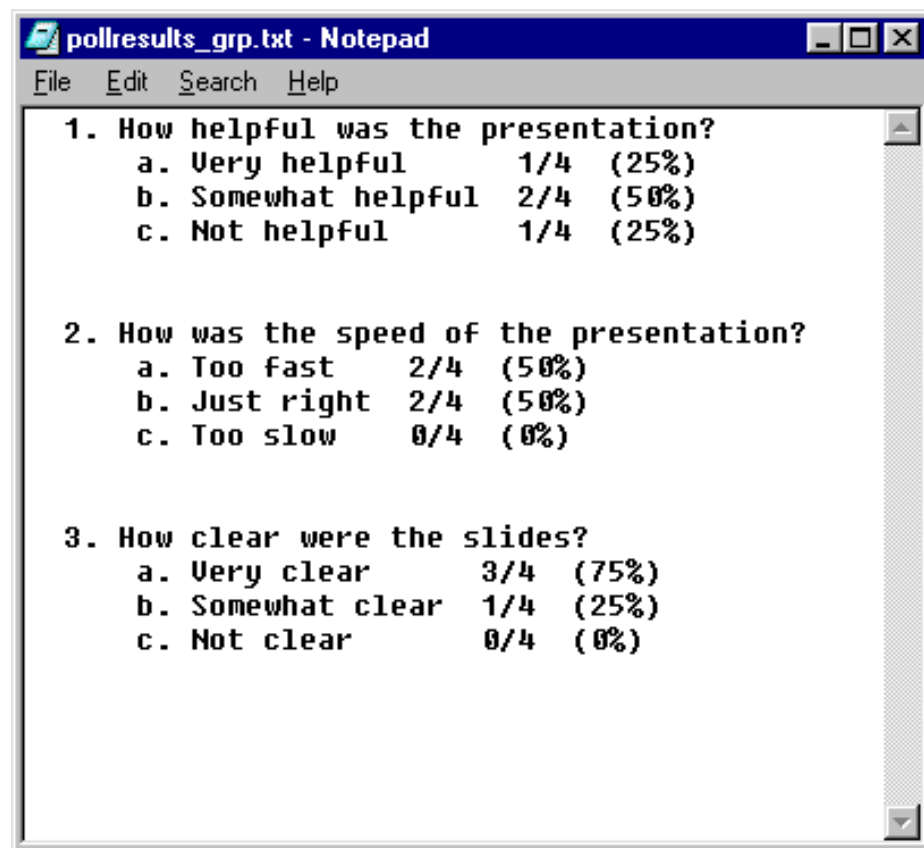 pollresults_grp.txt - Notepad
File Edit Search Help
1. How helpful was the presentation?
a. Very helpful 1/4 (25%)
b. Somewhat helpful 2/4 (50%)
c. Not helpful 1/4 (25%)
2. How was the speed of the presentation?
a. Too fast 2/4 (50%)
b. Just right 2/4 (50%)
c. Too slow 0/4 (0%)
3. How clear were the slides?
a. Very clear 3/4 (75%)
b. Somewhat clear 1/4 (25%)
c. Not clear 0/4 (0%)